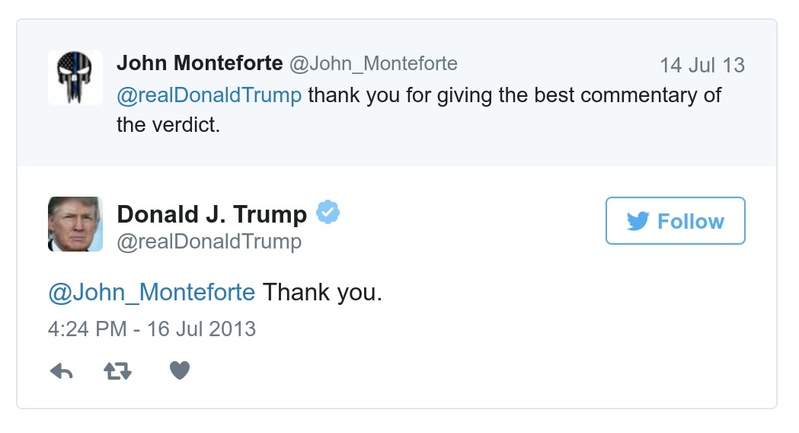 John Monteforte @John_Monteforte 14 Jul 13
@realDonaldTrump thank you for giving the best commentary of
the verdict.
Donald J. Trump
@realDonaldTrump
Follow
@John_Monteforte Thank you.
4:24 PM - 16 Jul 2013